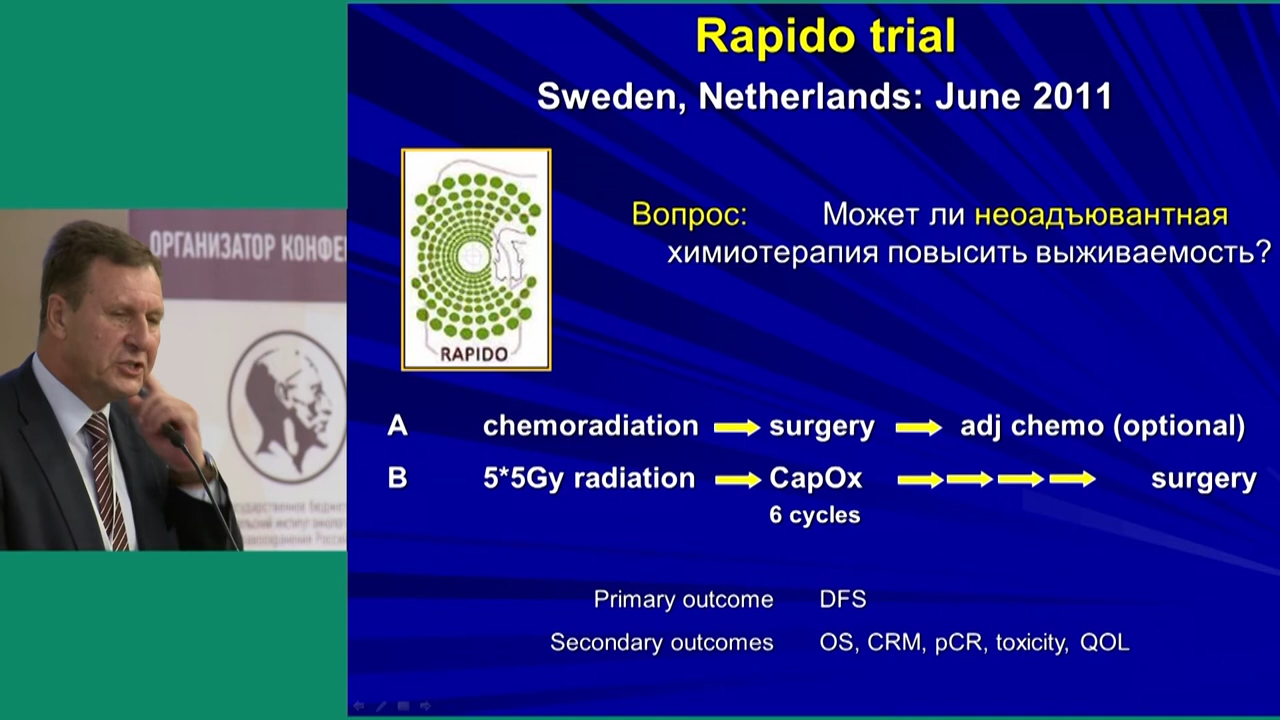 Rapido trial
Sweden, Netherlands: June 2011
Вопрос: Может ли неоадъювантная
химиотерапия повысить выживаемость?
RAPIDO
A chemoradiation surgery adj chemo (optional)
B 5*5Gy radiation CapOx surgery
6 cycles
Primary outcome DFS
Secondary outcomes OS, CRM, pCR, toxicity, QOL
ОРГАНИЗАТОР